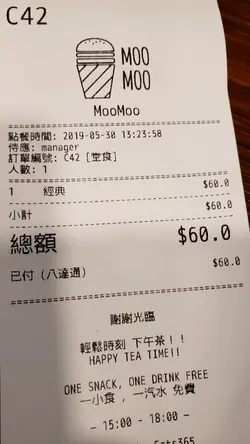 C42
MOO
MOO
MooMoo
點餐時間: 2019-05-30 13:23:58
侍應: manager
訂單編號: C42 [堂食]
人數: 1
1 經典 $60.0
小計 $60.0
總額 $60.0
已付 (八達通) $60.0
謝謝光臨
輕鬆時刻 下午茶!!
HAPPY TEA TIME!!
ONE SNACK, ONE DRINK FREE
一小食 , 一汽水 免費
— 15:00 - 18:00 —
Eats365